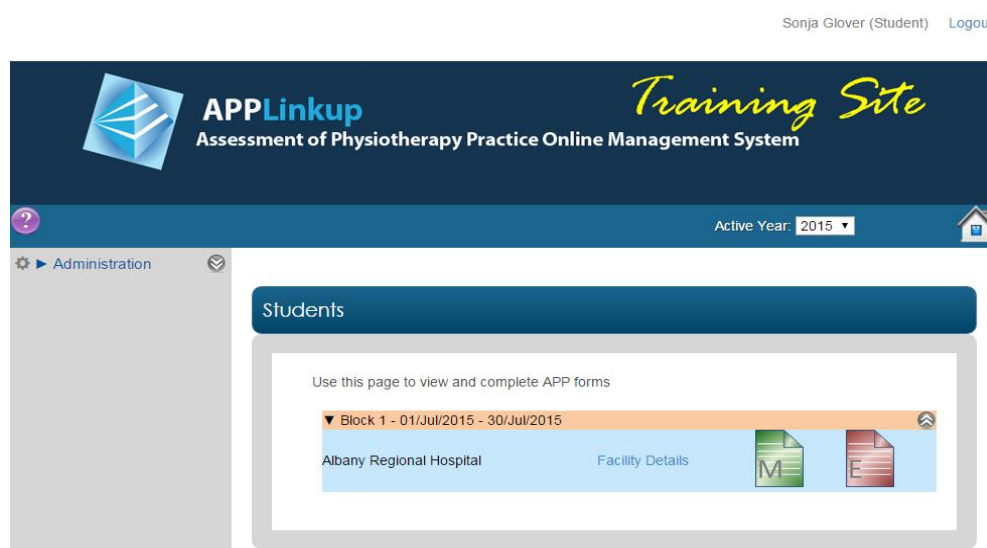 Sonja Glover (Student) Logou
Training Site
APPLinkup
Assessment of Physiotherapy Practice Online Management System
?
Active Year: 2015
Administration
Students
Use this page to view and complete APP forms
Block 1 - 01/Jul/2015 - 30/Jul/2015
Albany Regional Hospital Facility Details M E